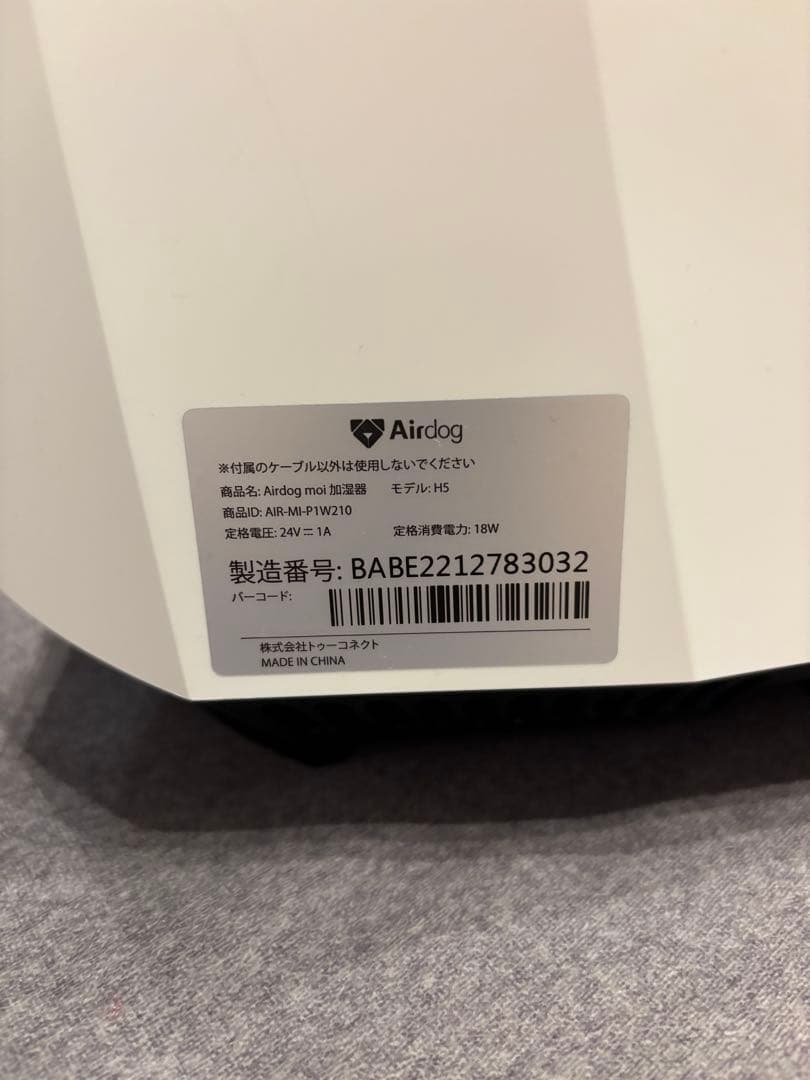 Airdog
※付属のケーブル以外は使用しないでください
商品名: Airdog moi 加湿器 モデル: H5
商品ID: AIR-MI-P1W210
定格電圧: 24V⎓1A 定格消費電力: 18W
製造番号: BABE2212783032
バーコード:
株式会社トゥーコネクト
MADE IN CHINA